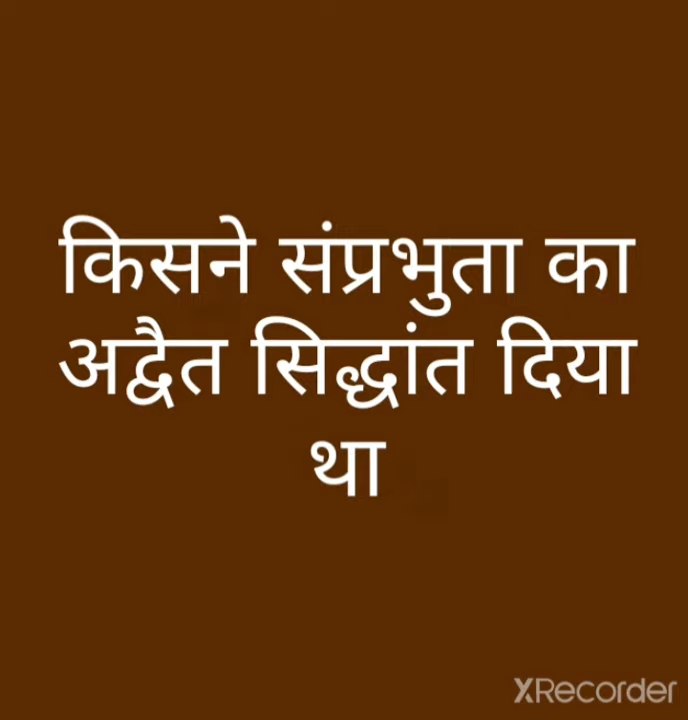 किसने संप्रभुता का
अद्वैत सिद्धांत दिया
था
XRecorder